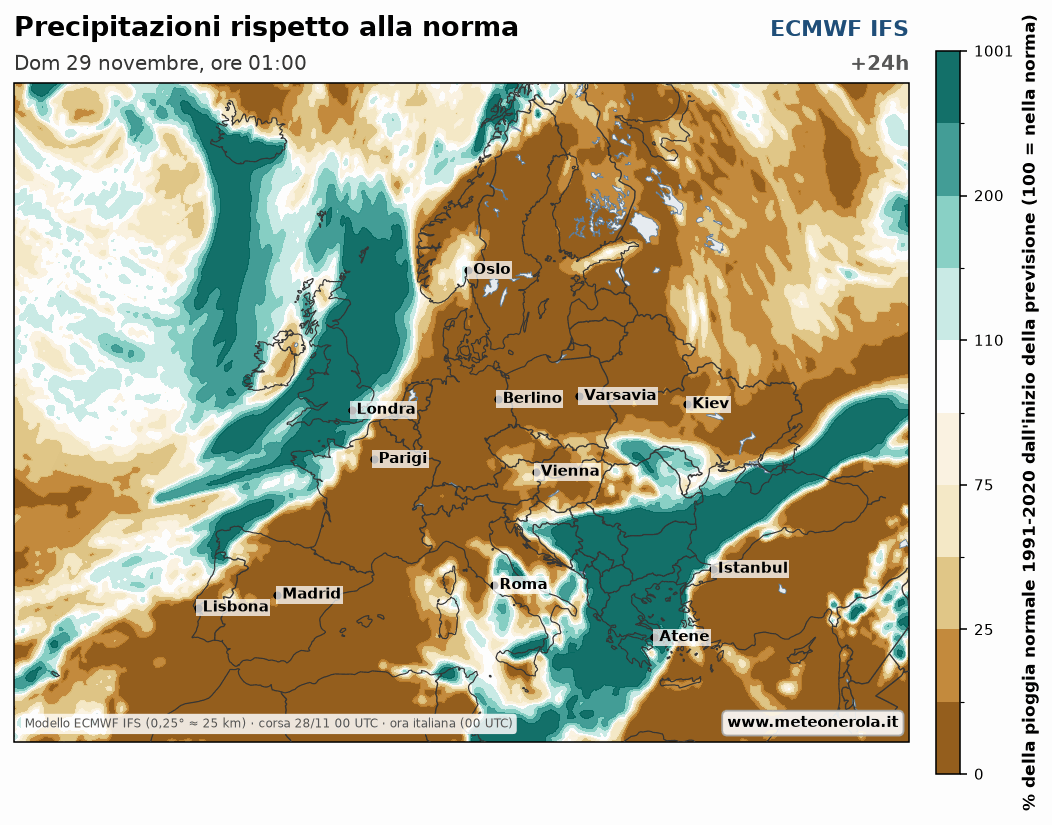 Precipitazioni rispetto alla norma
ECMWF IFS
Dom 29 novembre, ore 01:00
+24h
Oslo
Londra
Berlino
Varsavia
Kiev
Parigi
Vienna
Roma
Istanbul
Madrid
Lisbona
Atene
Modello ECMWF IFS (0,25° ≈ 25 km) · corsa 28/11 00 UTC · ora italiana (00 UTC)
www.meteonerola.it
1001
200
110
75
25
0
% della pioggia normale 1991-2020 dall'inizio della previsione (100 = nella norma)